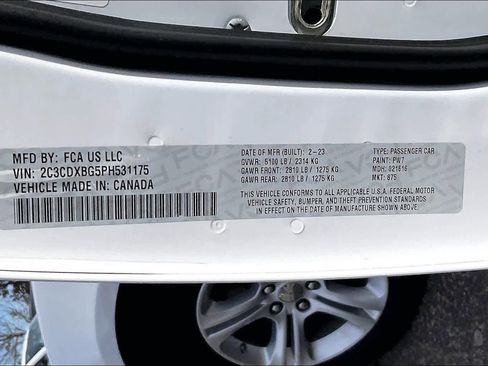 MFD BY: FCA US LLC
VIN: 2C3CDXBG5PH531175
VEHICLE MADE IN: CANADA
DATE OF MFR (BUILT): 2-23
GVWR: 5100 LB / 2314 KG
GAWR FRONT: 2810 LB / 1275 KG
GAWR REAR: 2810 LB / 1275 KG
TYPE: PASSENGER CAR
PAINT: PW7
MDH: 021616
MKT: 875
THIS VEHICLE CONFORMS TO ALL APPLICABLE U.S.A. FEDERAL MOTOR
VEHICLE SAFETY, BUMPER, AND THEFT PREVENTION STANDARDS
IN EFFECT ON THE DATE OF MANUFACTURE SHOWN ABOVE.